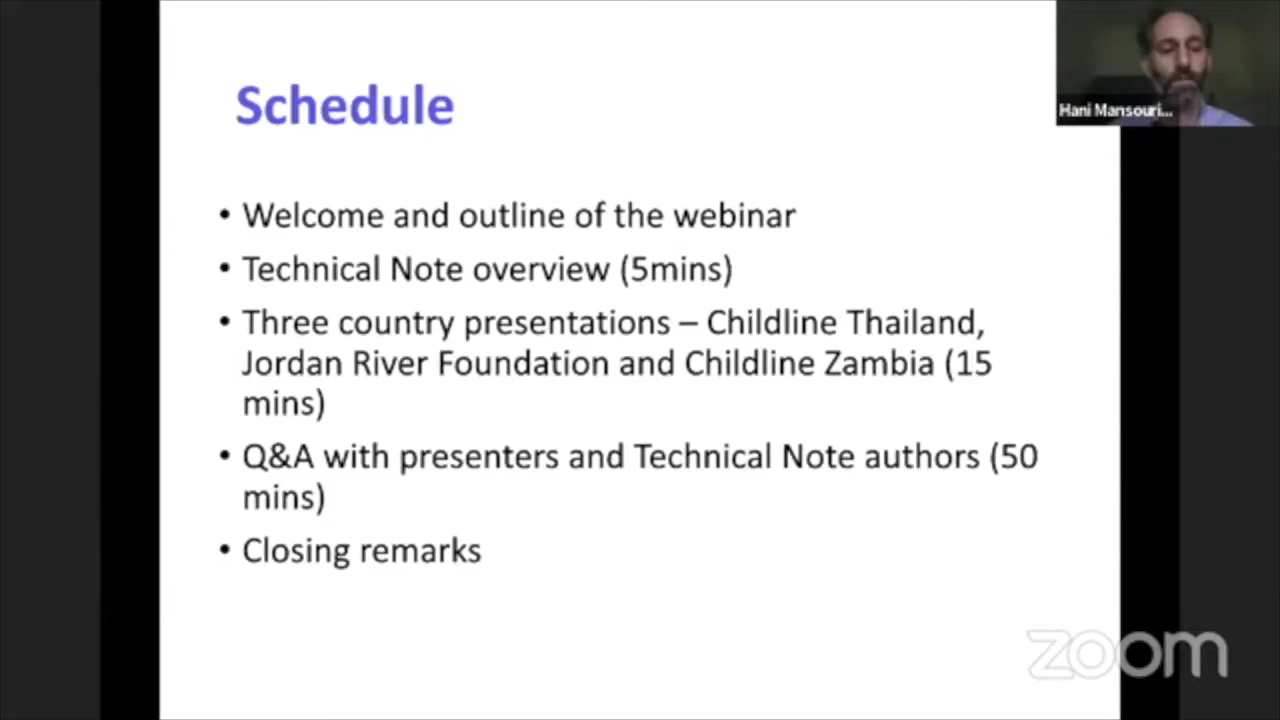 Schedule
Hani Mansouri...
• Welcome and outline of the webinar
• Technical Note overview (5mins)
• Three country presentations – Childline Thailand,
Jordan River Foundation and Childline Zambia (15
mins)
• Q&A with presenters and Technical Note authors (50
mins)
• Closing remarks
zoom